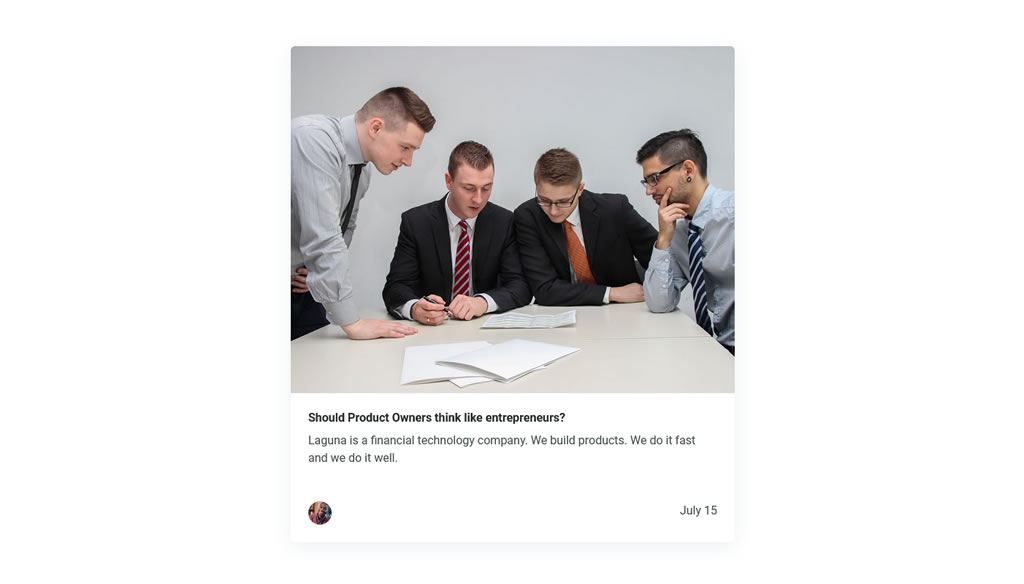 Should Product Owners think like entrepreneurs?
Laguna is a financial technology company. We build products. We do it fast
and we do it well.
July 15